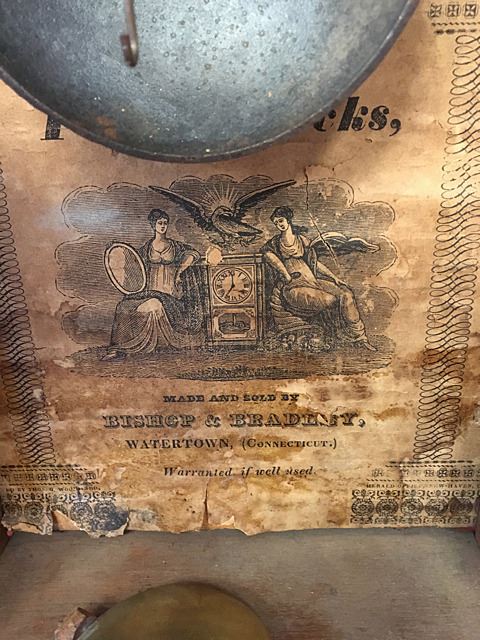 cks,
MADE AND SOLD BY
BISHOP & BRADLEY,
WATERTOWN, (CONNECTICUT.)
Warranted if well used.